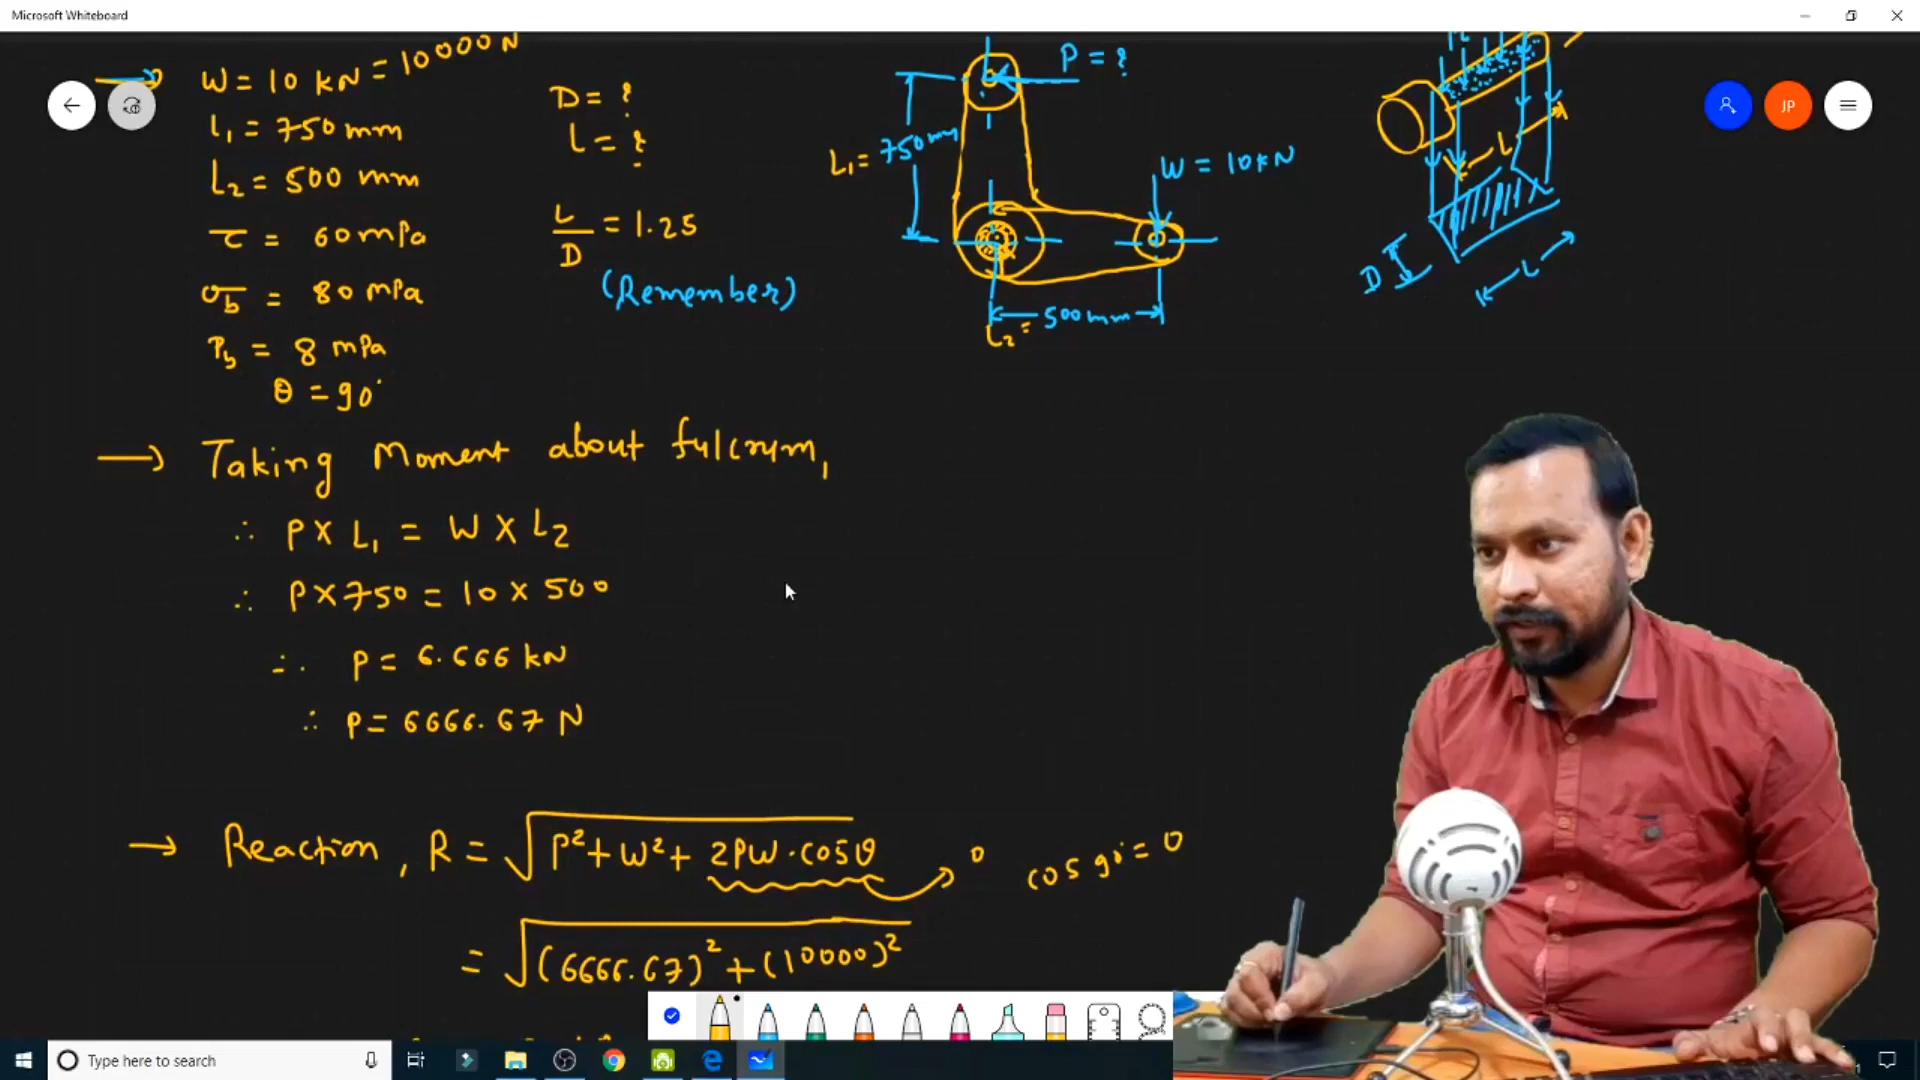 Microsoft Whiteboard
W = 10 kN = 10000 N
l₁ = 750 mm
L₂ = 500 mm
τ = 60 mPa
σb = 80 mPa
Pb = 8 mPa
θ = 90°
D = ?
l = ?
L/D = 1.25
(Remember)
P = ?
L₁ = 750 mm
W = 10 kN
L₂ = 500 mm
L
D
L
JP
→ Taking Moment about fulcrum,
∴ P X L₁ = W X L₂
∴ P X 750 = 10 X 500
∴ P = 6.666 kN
∴ P = 6666.67 N
→ Reaction, R = √P² + W² + 2PW·cosθ → 0 cos 90° = 0
= √(6666.67)² + (10000)²
Type here to search